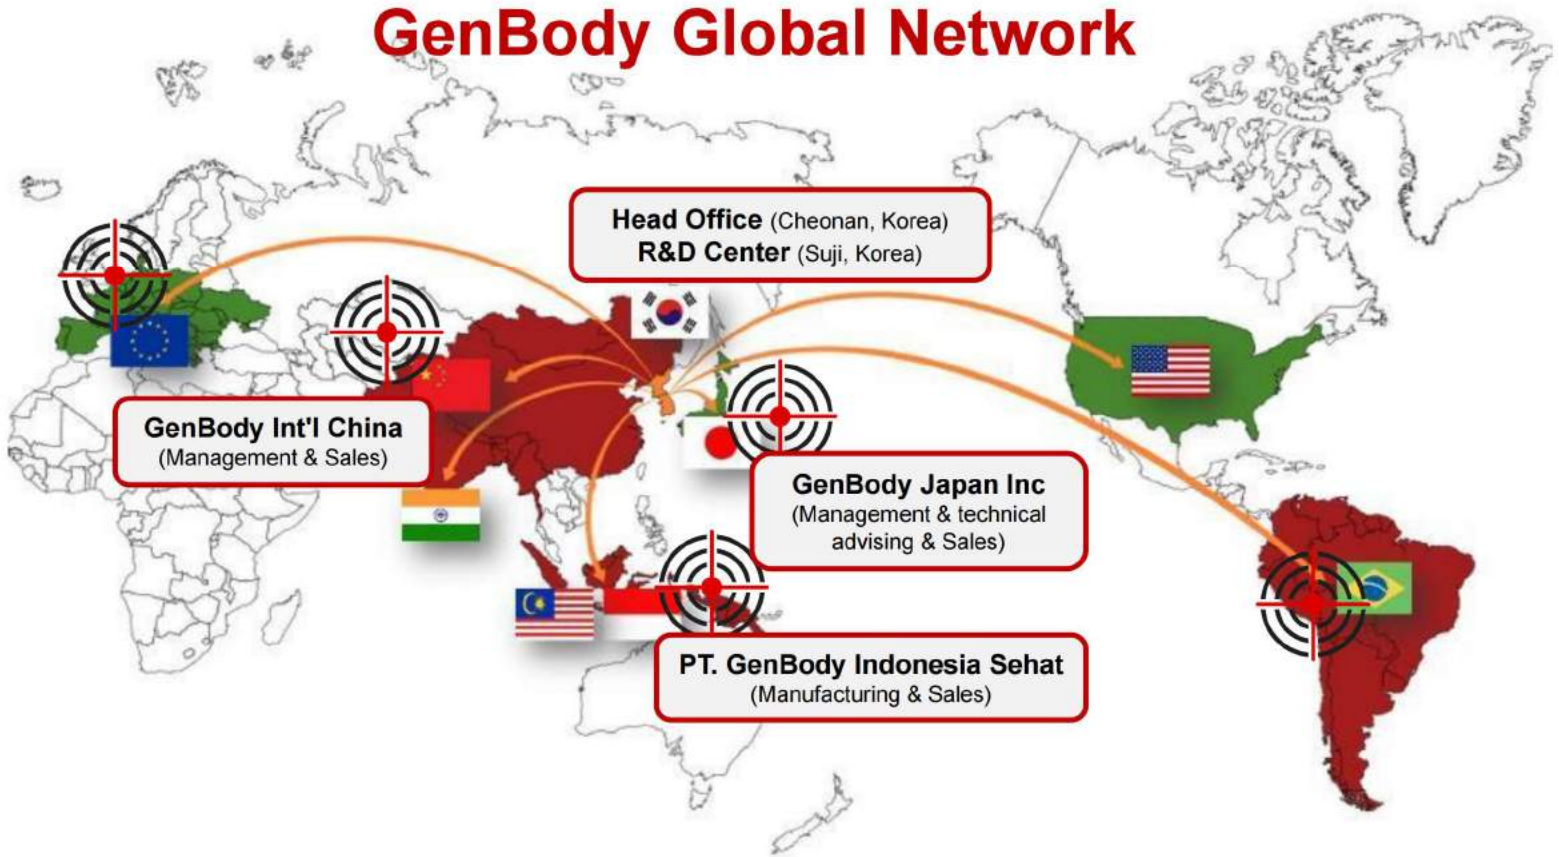 GenBody Global Network
Head Office (Cheonan, Korea)
R&D Center (Suji, Korea)
GenBody Int'l China
(Management & Sales)
GenBody Japan Inc
(Management & technical
advising & Sales)
PT. GenBody Indonesia Sehat
(Manufacturing & Sales)